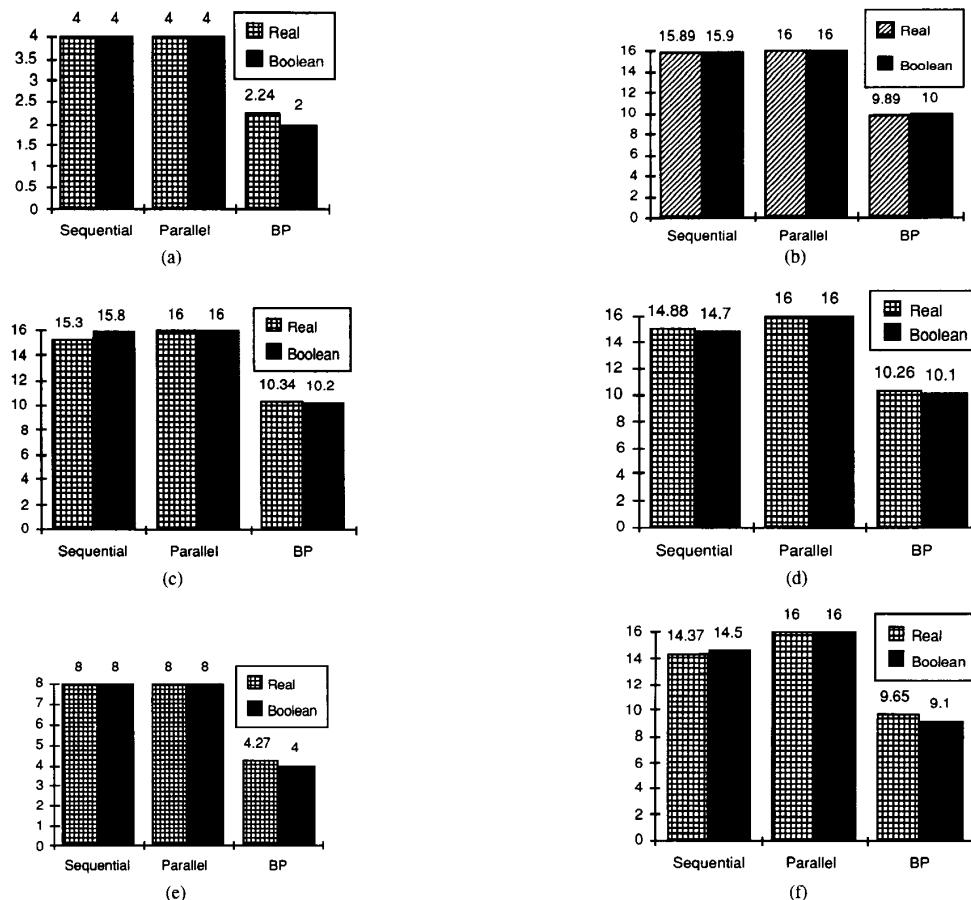 4 4 4 4
Real
Boolean
2.24 2
4
3.5
3
2.5
2
1.5
1
0.5
0
Sequential Parallel BP
(a)
15.89 15.9 16 16
Real
Boolean
9.89 10
16
14
12
10
8
6
4
2
0
Sequential Parallel BP
(b)
15.3 15.8 16 16
Real
Boolean
10.34 10.2
16
14
12
10
8
6
4
2
0
Sequential Parallel BP
(c)
14.88 14.7 16 16
Real
Boolean
10.26 10.1
16
14
12
10
8
6
4
2
0
Sequential Parallel BP
(d)
8 8 8 8
Real
Boolean
4.27 4
8
7
6
5
4
3
2
1
0
Sequential Parallel BP
(e)
14.37 14.5 16 16
Real
Boolean
9.65 9.1
16
14
12
10
8
6
4
2
0
Sequential Parallel BP
(f)